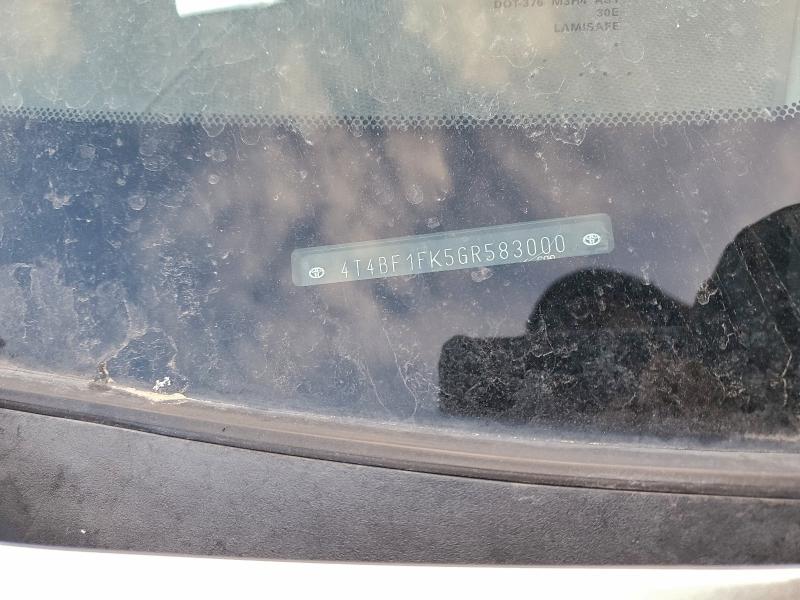 DOT-376 M3H4 AS1
30E
LAMISAFE
4T4BF1FK5GR583000